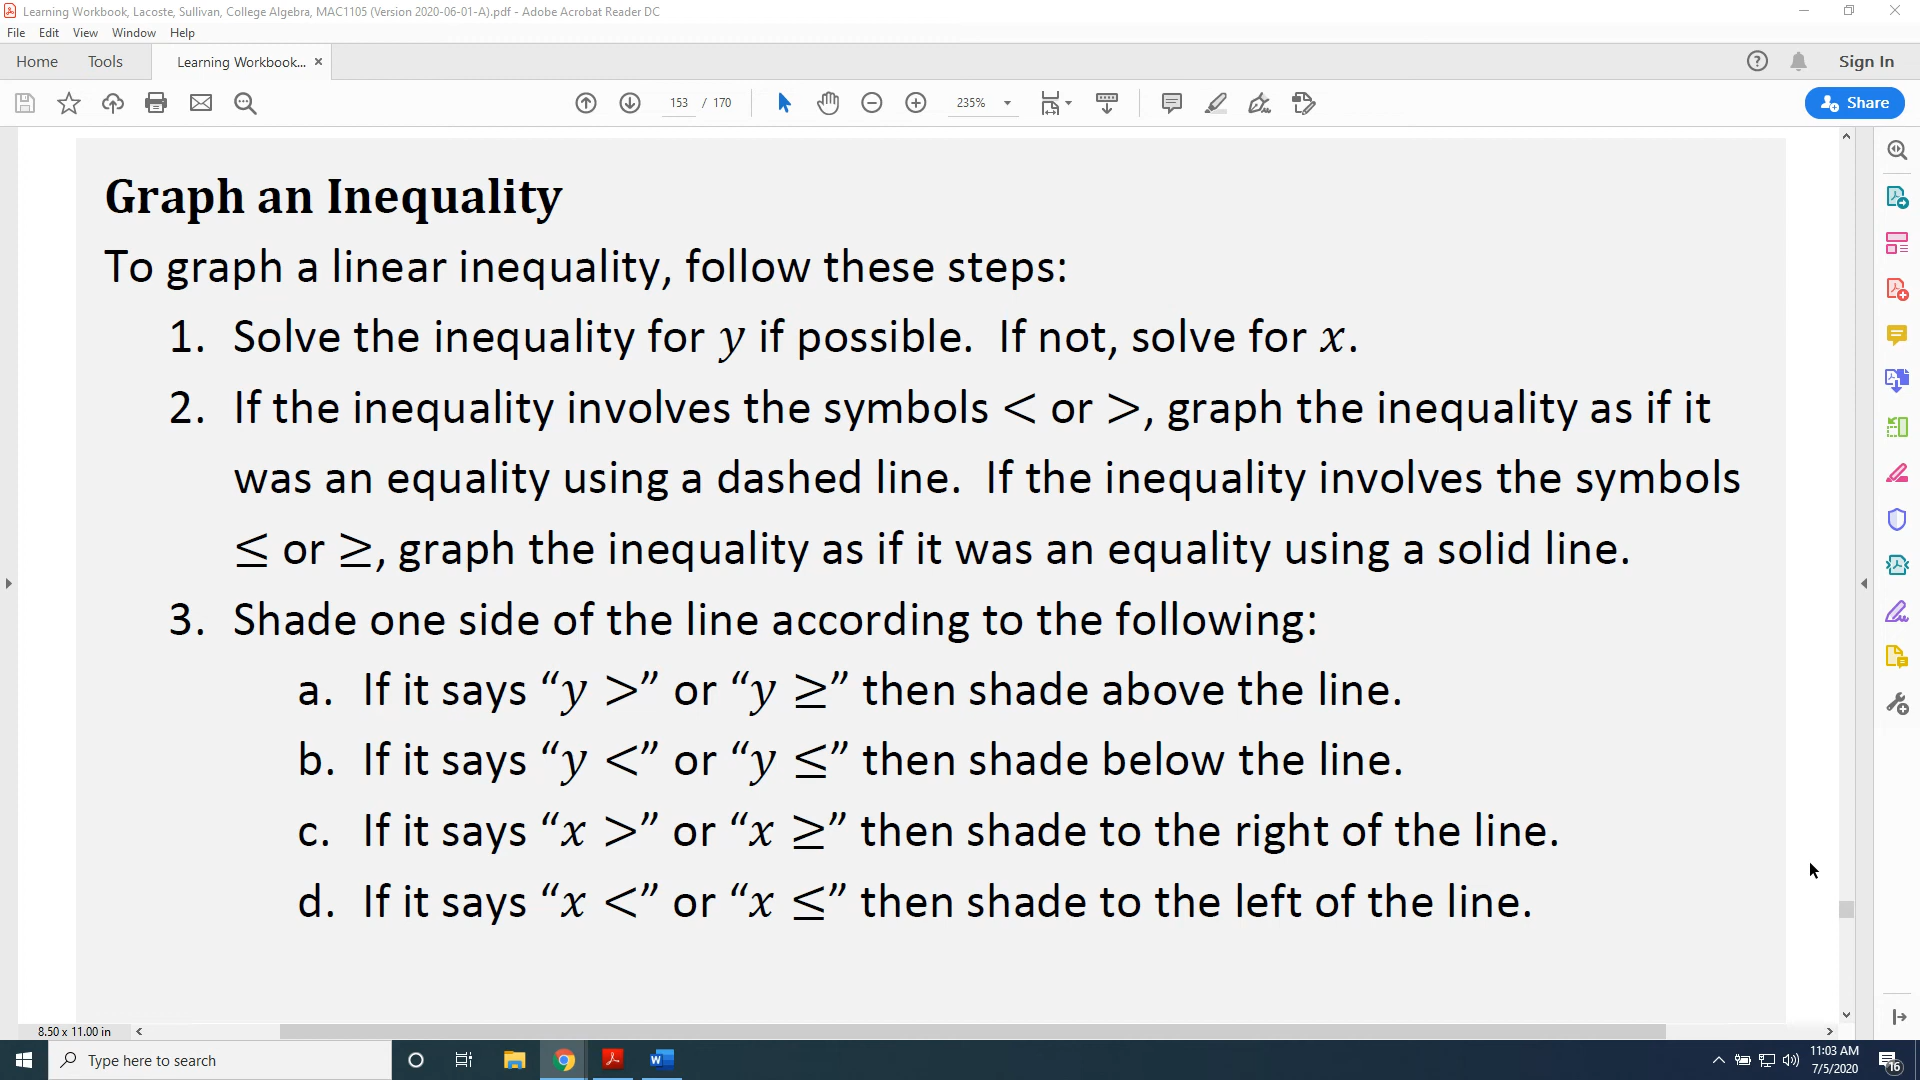 Learning Workbook, Lacoste, Sullivan, College Algebra, MAC1105 (Version 2020-06-01-A).pdf - Adobe Acrobat Reader DC
File Edit View Window Help
Home Tools Learning Workbook... × Sign In
153 / 170 235% Share
Graph an Inequality
To graph a linear inequality, follow these steps:
1. Solve the inequality for y if possible. If not, solve for x.
2. If the inequality involves the symbols < or >, graph the inequality as if it
was an equality using a dashed line. If the inequality involves the symbols
≤ or ≥, graph the inequality as if it was an equality using a solid line.
3. Shade one side of the line according to the following:
a. If it says “y >” or “y ≥” then shade above the line.
b. If it says “y <” or “y ≤” then shade below the line.
c. If it says “x >” or “x ≥” then shade to the right of the line.
d. If it says “x <” or “x ≤” then shade to the left of the line.
8.50 x 11.00 in
Type here to search
11:03 AM
7/5/2020
16